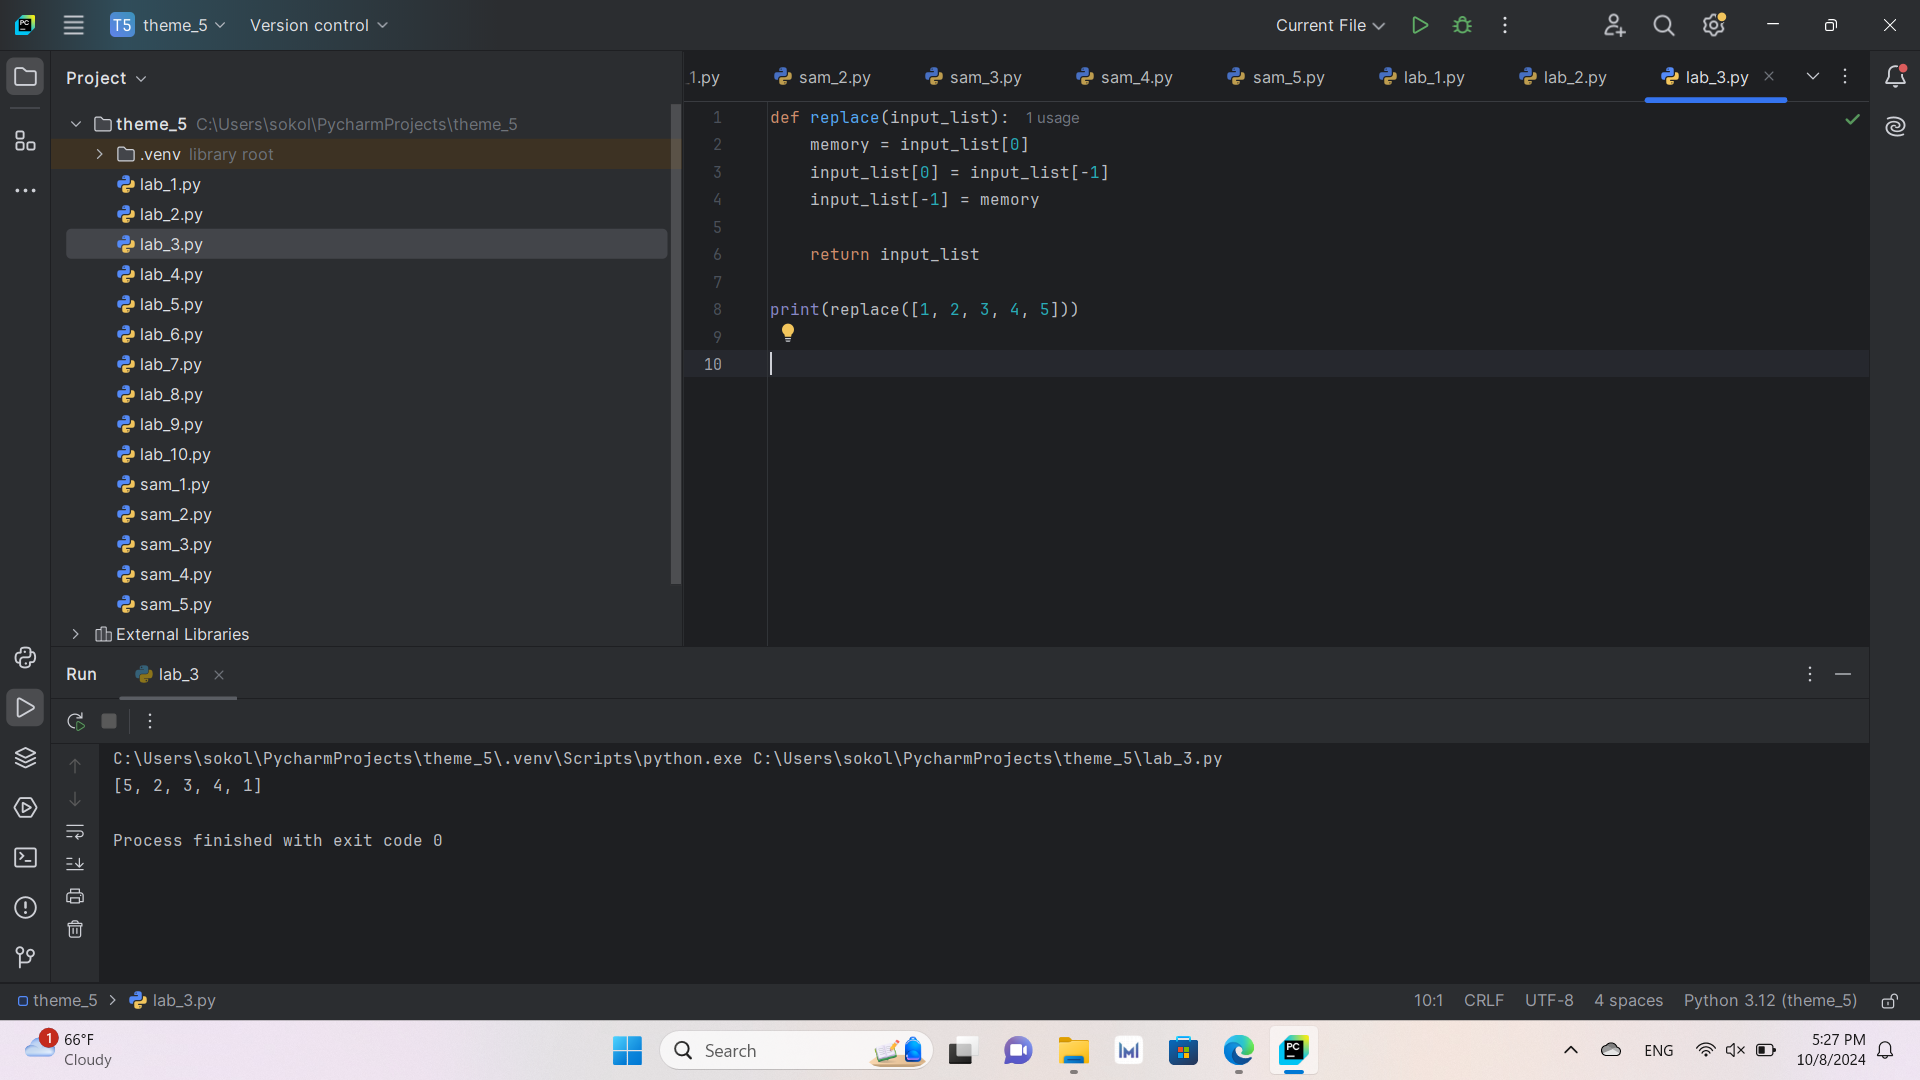 T5 theme_5 Version control Current File
Project
theme_5 C:\Users\sokol\PycharmProjects\theme_5
.venv library root
lab_1.py
lab_2.py
lab_3.py
lab_4.py
lab_5.py
lab_6.py
lab_7.py
lab_8.py
lab_9.py
lab_10.py
sam_1.py
sam_2.py
sam_3.py
sam_4.py
sam_5.py
External Libraries
_1.py sam_2.py sam_3.py sam_4.py sam_5.py lab_1.py lab_2.py lab_3.py
1 def replace(input_list): 1 usage
2 memory = input_list[0]
3 input_list[0] = input_list[-1]
4 input_list[-1] = memory
5
6 return input_list
7
8 print(replace([1, 2, 3, 4, 5]))
9
10
Run lab_3
C:\Users\sokol\PycharmProjects\theme_5\.venv\Scripts\python.exe C:\Users\sokol\PycharmProjects\theme_5\lab_3.py
[5, 2, 3, 4, 1]
Process finished with exit code 0
theme_5 lab_3.py 10:1 CRLF UTF-8 4 spaces Python 3.12 (theme_5)
1 66°F
Cloudy
Search
ENG
5:27 PM
10/8/2024